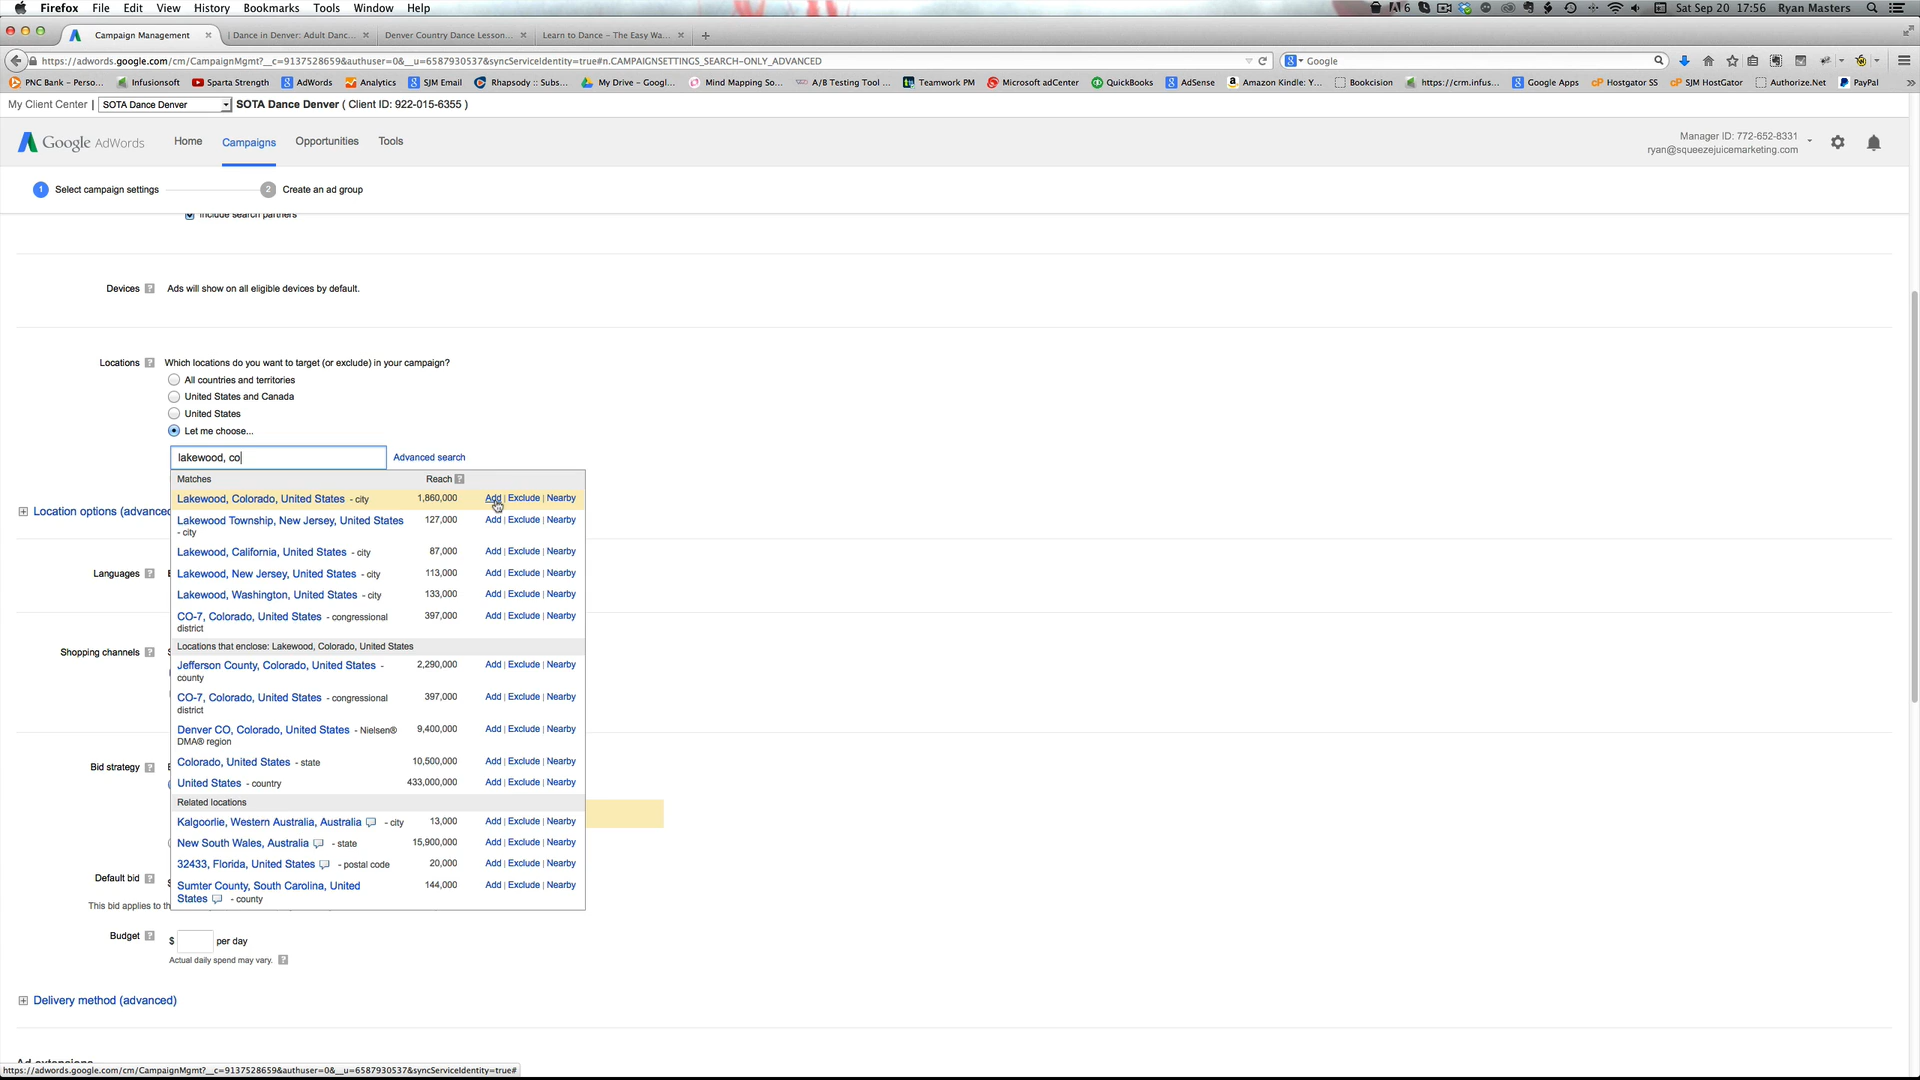 Firefox File Edit View History Bookmarks Tools Window Help
6 Sat Sep 20 17:56 Ryan Masters
Campaign Management × | Dance in Denver: Adult Danc... × Denver Country Dance Lesson... × Learn to Dance – The Easy Wa... × +
https://adwords.google.com/cm/CampaignMgmt?__c=9137528659&authuser=0&__u=6587930537&syncServiceIdentity=true#n.CAMPAIGNSETTINGS_SEARCH-ONLY_ADVANCED
Google
PNC Bank – Perso... Infusionsoft Sparta Strength AdWords Analytics SJM Email Rhapsody :: Subs... My Drive – Googl... Mind Mapping So... A/B Testing Tool ... Teamwork PM Microsoft adCenter QuickBooks AdSense Amazon Kindle: Y... Bookcision https://crm.infus... Google Apps Hostgator SS SJM HostGator Authorize.Net PayPal »
My Client Center | SOTA Dance Denver SOTA Dance Denver ( Client ID: 922-015-6355 )
Google AdWords Home Campaigns Opportunities Tools
Manager ID: 772-652-8331
ryan@squeezejuicemarketing.com
1 Select campaign settings 2 Create an ad group
Include search partners
Devices ? Ads will show on all eligible devices by default.
Locations ? Which locations do you want to target (or exclude) in your campaign?
All countries and territories
United States and Canada
United States
Let me choose...
lakewood, co Advanced search
Matches Reach ?
Lakewood, Colorado, United States - city 1,860,000 Add | Exclude | Nearby
Location options (advanced
Lakewood Township, New Jersey, United States - city 127,000 Add | Exclude | Nearby
Lakewood, California, United States - city 87,000 Add | Exclude | Nearby
Languages ?
Lakewood, New Jersey, United States - city 113,000 Add | Exclude | Nearby
Lakewood, Washington, United States - city 133,000 Add | Exclude | Nearby
CO-7, Colorado, United States - congressional district 397,000 Add | Exclude | Nearby
Locations that enclose: Lakewood, Colorado, United States
Shopping channels ?
Jefferson County, Colorado, United States - county 2,290,000 Add | Exclude | Nearby
CO-7, Colorado, United States - congressional district 397,000 Add | Exclude | Nearby
Denver CO, Colorado, United States - Nielsen® DMA® region 9,400,000 Add | Exclude | Nearby
Colorado, United States - state 10,500,000 Add | Exclude | Nearby
Bid strategy ?
United States - country 433,000,000 Add | Exclude | Nearby
Related locations
Kalgoorlie, Western Australia, Australia - city 13,000 Add | Exclude | Nearby
New South Wales, Australia - state 15,900,000 Add | Exclude | Nearby
32433, Florida, United States - postal code 20,000 Add | Exclude | Nearby
Default bid ?
Sumter County, South Carolina, United States - county 144,000 Add | Exclude | Nearby
This bid applies to th
Budget ? $ per day
Actual daily spend may vary. ?
Delivery method (advanced)
Ad extensions
https://adwords.google.com/cm/CampaignMgmt?__c=9137528659&authuser=0&__u=6587930537&syncServiceIdentity=true#